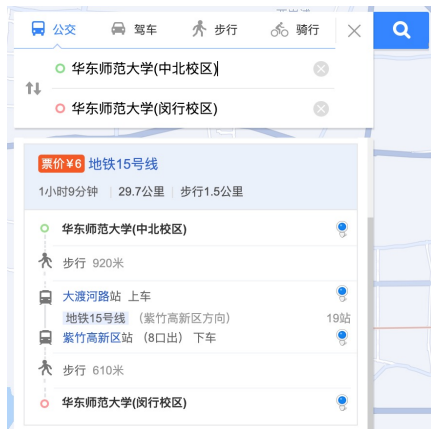 公交 驾车 步行 骑行
华东师范大学(中北校区)
华东师范大学(闵行校区)
票价¥6 地铁15号线
1小时9分钟 29.7公里 步行1.5公里
华东师范大学(中北校区)
步行 920米
大渡河路站 上车
地铁15号线 (紫竹高新区方向) 19站
紫竹高新区站 (8口出) 下车
步行 610米
华东师范大学(闵行校区)